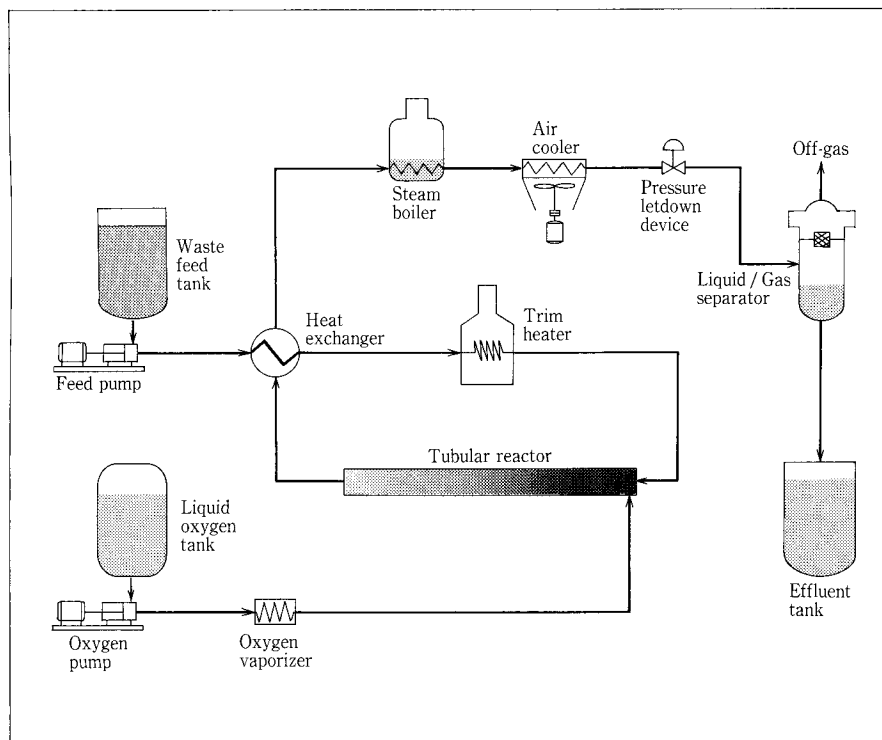 Air
cooler
Off-gas
Steam
boiler
Pressure
letdown
device
Waste
feed
tank
Liquid / Gas
separator
Heat
exchanger
Trim
heater
Feed pump
Tubular reactor
Liquid
oxygen
tank
Effluent
tank
Oxygen
pump
Oxygen
vaporizer